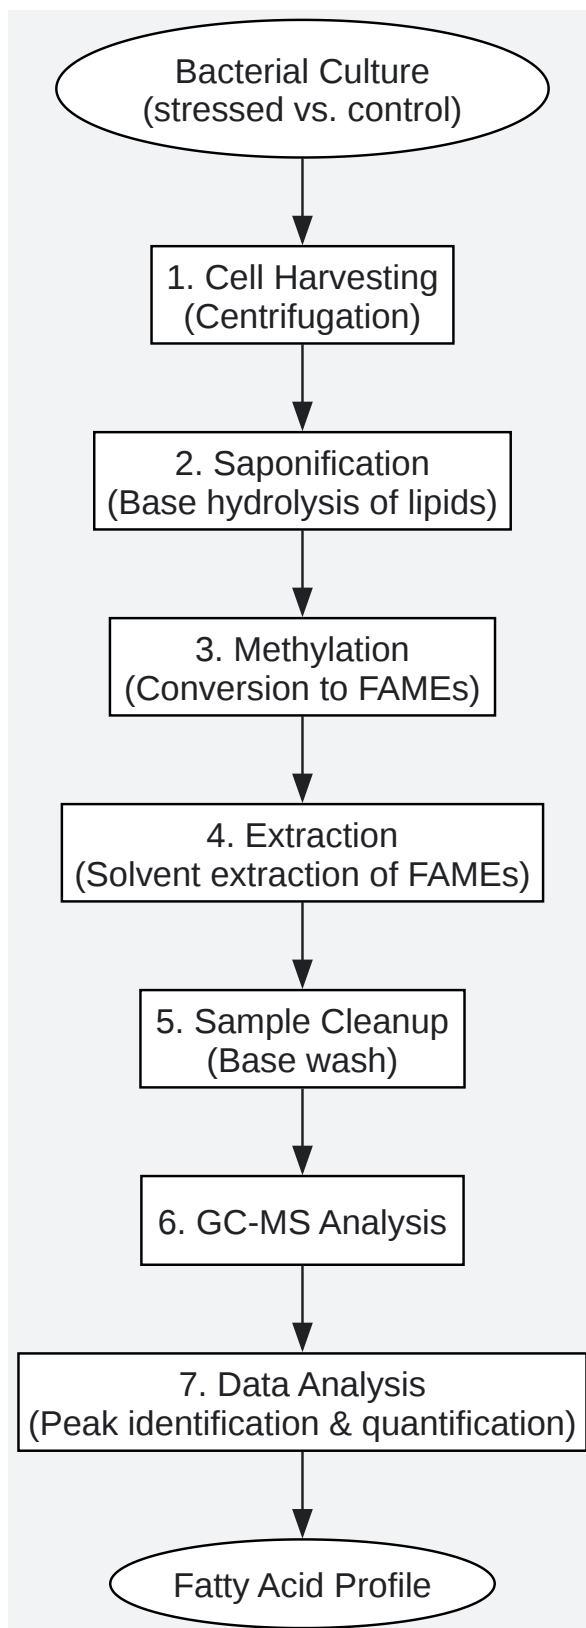 Bacterial Culture
(stressed vs. control)
1. Cell Harvesting
(Centrifugation)
2. Saponification
(Base hydrolysis of lipids)
3. Methylation
(Conversion to FAMEs)
4. Extraction
(Solvent extraction of FAMEs)
5. Sample Cleanup
(Base wash)
6. GC-MS Analysis
7. Data Analysis
(Peak identification & quantification)
Fatty Acid Profile